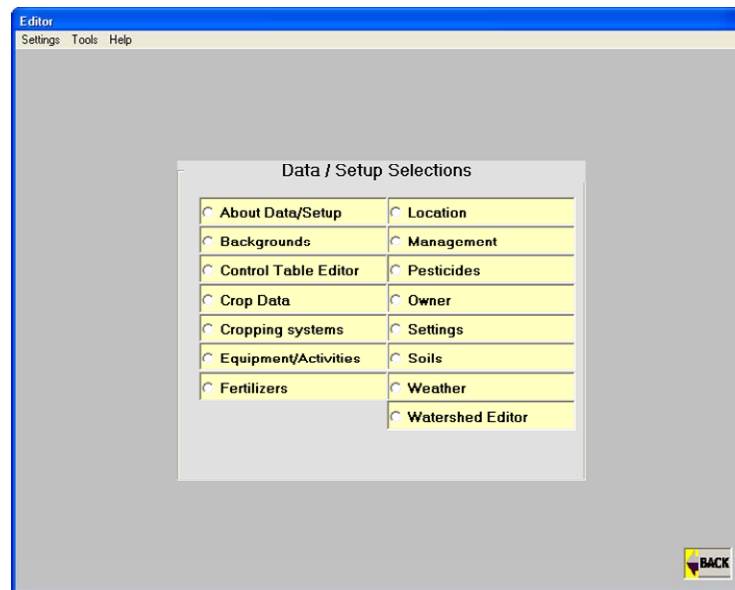 Editor
Settings Tools Help
Data / Setup Selections
About Data/Setup
Backgrounds
Control Table Editor
Crop Data
Cropping systems
Equipment/Activities
Fertilizers
Location
Management
Pesticides
Owner
Settings
Soils
Weather
Watershed Editor
BACK